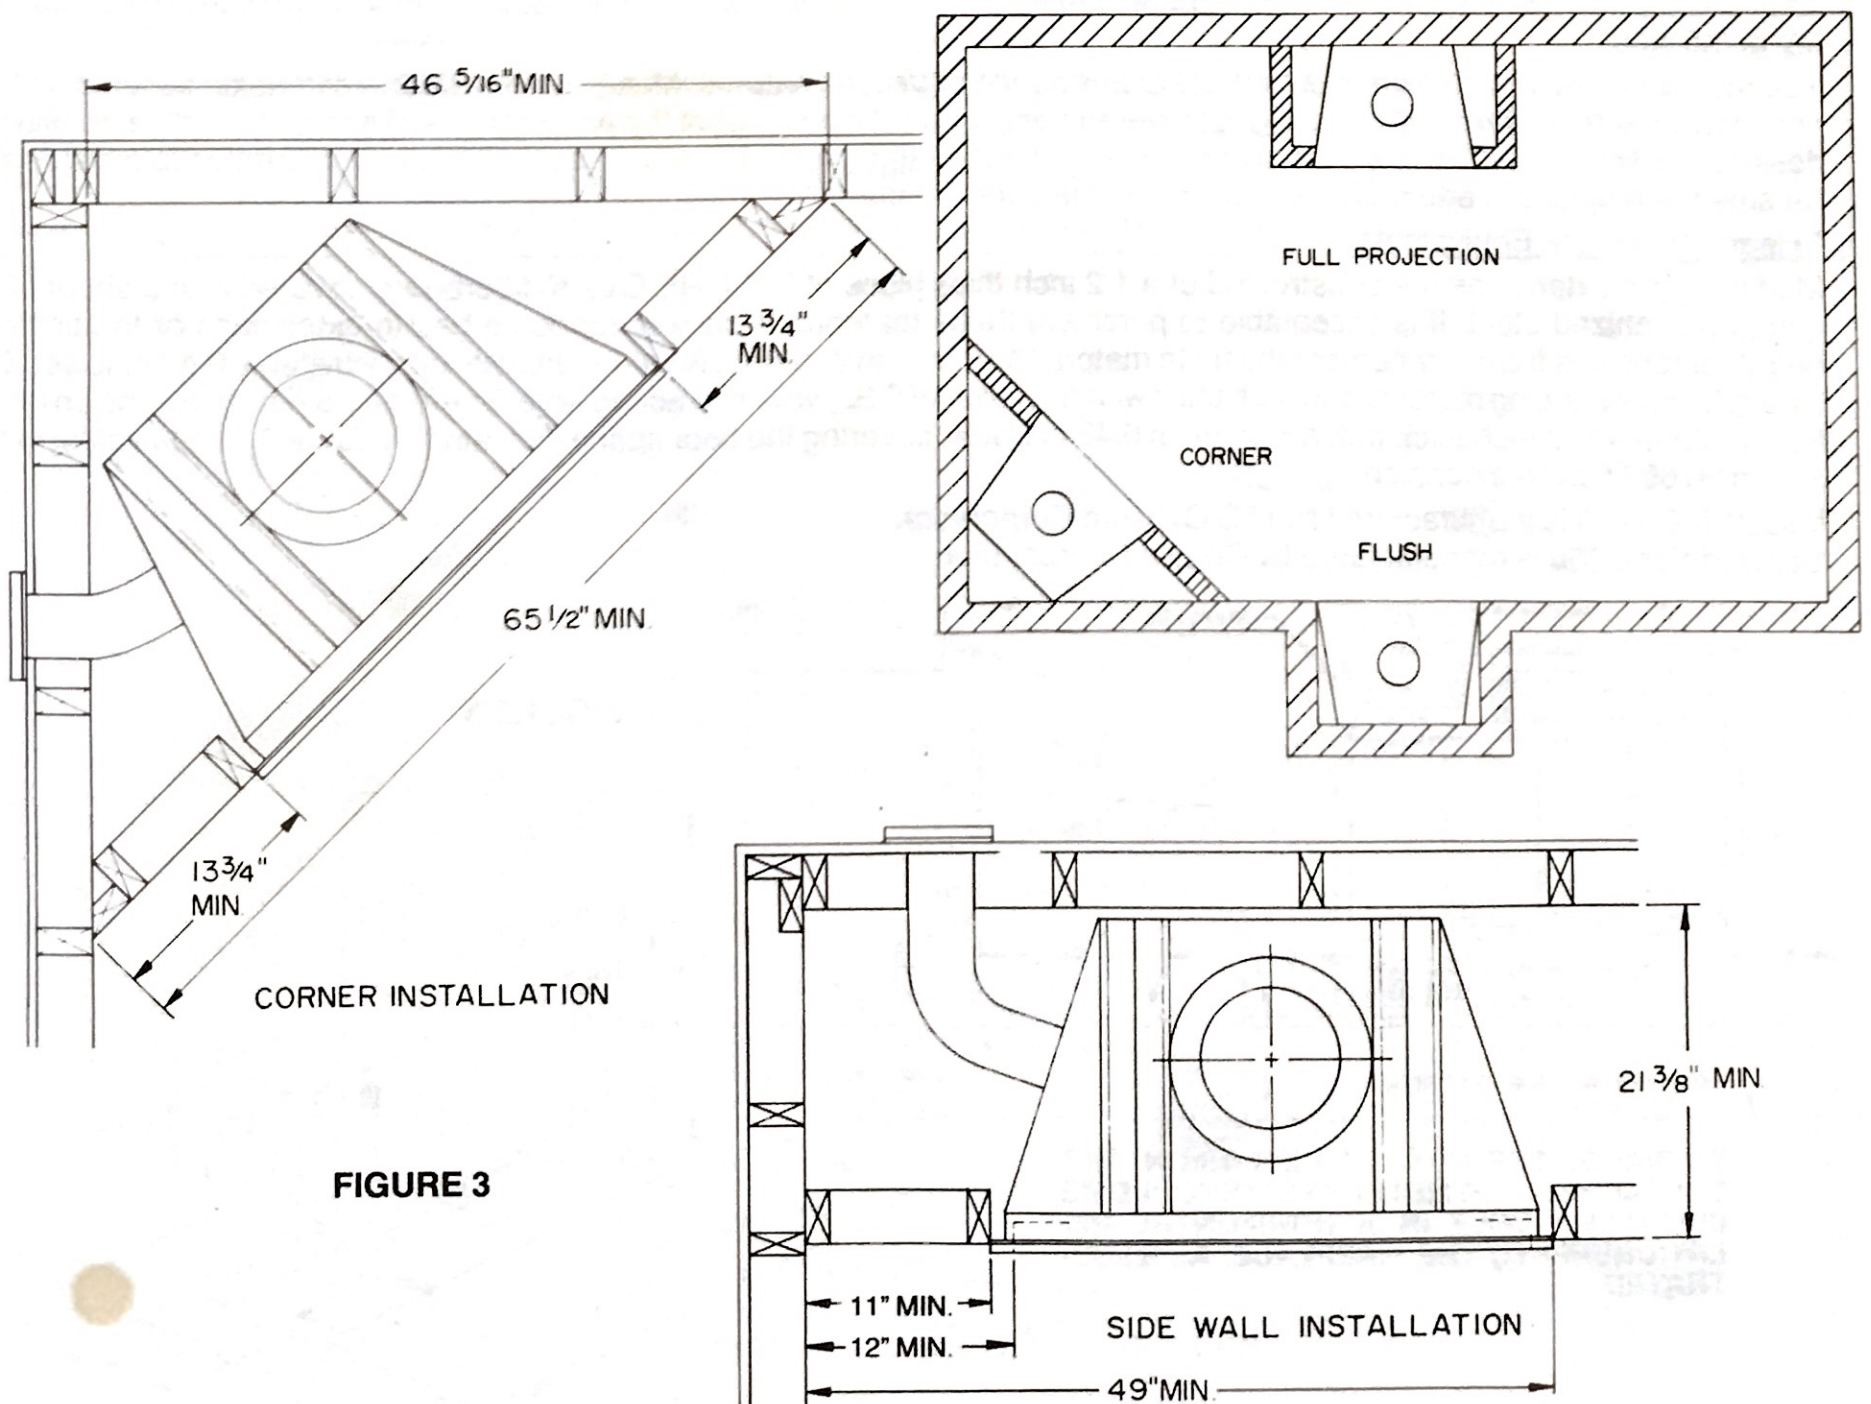 46 5/16" MIN.
13 3/4"
MIN.
65 1/2" MIN.
13 3/4"
MIN.
CORNER INSTALLATION
FIGURE 3
FULL PROJECTION
CORNER
FLUSH
21 3/8" MIN
11" MIN.
12" MIN.
49" MIN.
SIDE WALL INSTALLATION